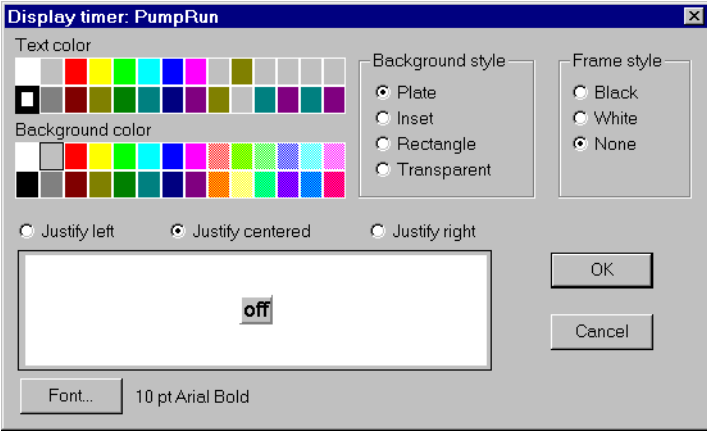 Display timer: PumpRun
Text color
Background style
Plate
Inset
Rectangle
Transparent
Frame style
Black
White
None
Background color
Justify left
Justify centered
Justify right
off
OK
Cancel
Font...
10 pt Arial Bold